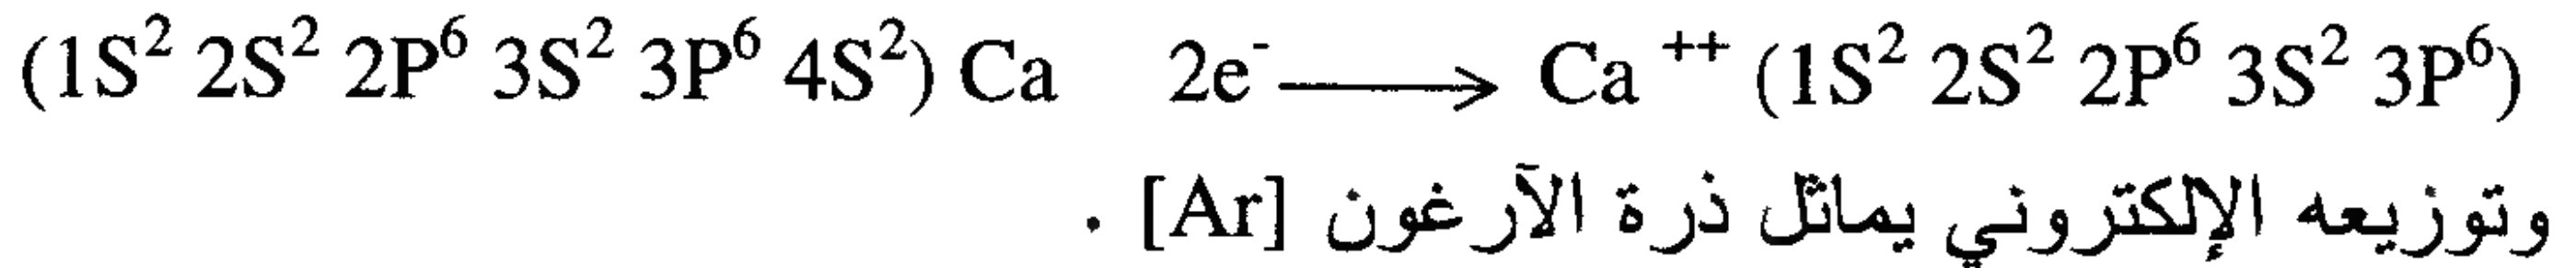 (1S² 2S² 2P⁶ 3S² 3P⁶ 4S²) Ca 2e⁻ ⟶ Ca ⁺⁺ (1S² 2S² 2P⁶ 3S² 3P⁶)
وتوزيعه الإلكتروني يماثل ذرة الآرغون [Ar] .